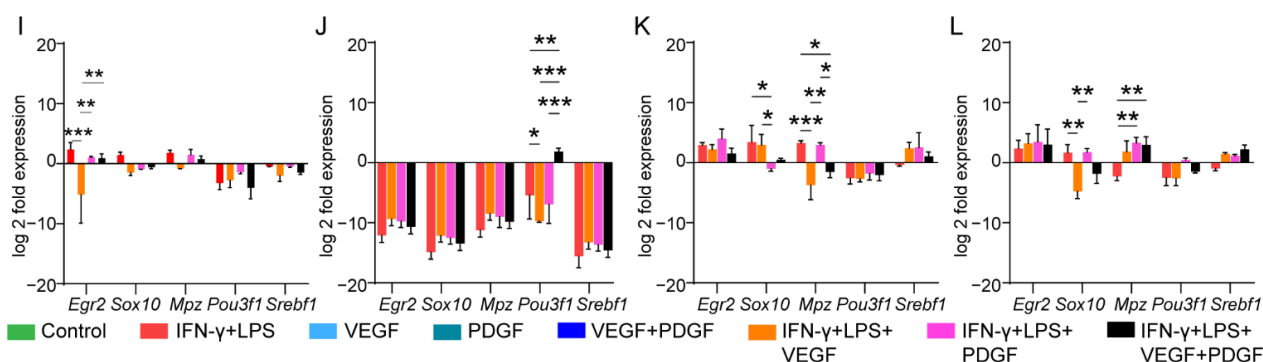 I
J
K
L
log 2 fold expression
20
10
0
−10
−20
***
**
**
Egr2 Sox10 Mpz Pou3f1 Srebf1
log 2 fold expression
20
10
0
−10
−20
**
***
***
*
Egr2 Sox10 Mpz Pou3f1 Srebf1
log 2 fold expression
20
10
0
−10
−20
*
*
*
*
**
***
Egr2 Sox10 Mpz Pou3f1 Srebf1
log 2 fold expression
20
10
0
−10
−20
**
**
**
**
Egr2 Sox10 Mpz Pou3f1 Srebf1
Control
IFN-γ+LPS
VEGF
PDGF
VEGF+PDGF
IFN-γ+LPS+
VEGF
IFN-γ+LPS+
PDGF
IFN-γ+LPS+
VEGF+PDGF